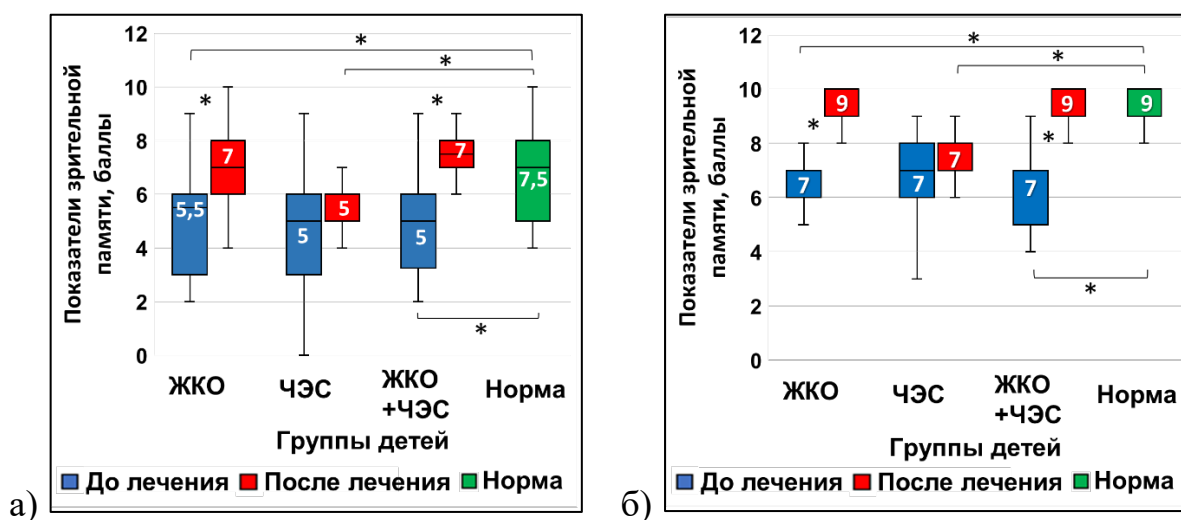 Показатели зрительной памяти, баллы
12
10
8
6
4
2
0
*
*
*
*
*
5,5
7
5
5
5
7
7,5
ЖКО
ЧЭС
ЖКО
+ЧЭС
Норма
Группы детей
До лечения После лечения Норма
а)
Показатели зрительной памяти, баллы
12
10
8
6
4
2
0
*
*
*
*
*
7
9
7
7
7
9
9
ЖКО
ЧЭС
ЖКО
+ЧЭС
Норма
Группы детей
До лечения После лечения Норма
б)